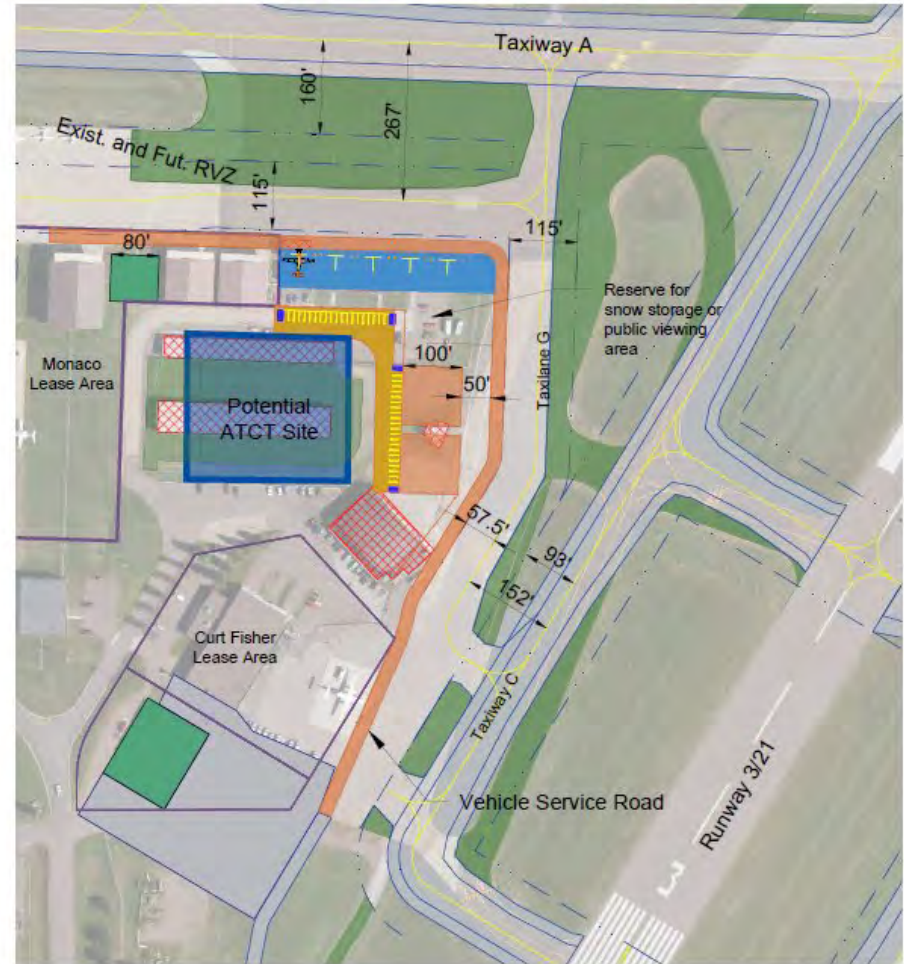 Taxiway A
160'
267'
Exist. and Fut. RVZ
115'
115'
80'
Reserve for
snow storage or
public viewing
area
Monaco
Lease Area
100'
50'
Taxilane G
Potential
ATCT Site
57.5'
93'
152'
Curt Fisher
Lease Area
Taxiway C
Vehicle Service Road
Runway 3/21
3